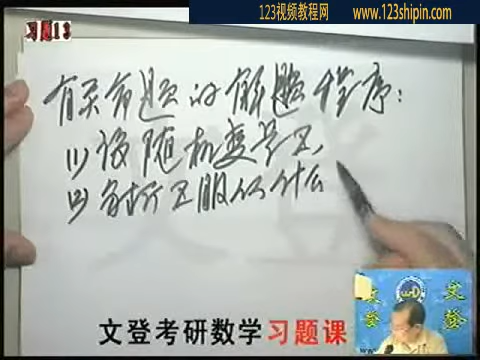 习题13
123视频教程网 www.123shipin.com
有关命题的解题程序:
(1)设随机变量X,
(2)分析X服从什么
文登
文登考研数学习题课